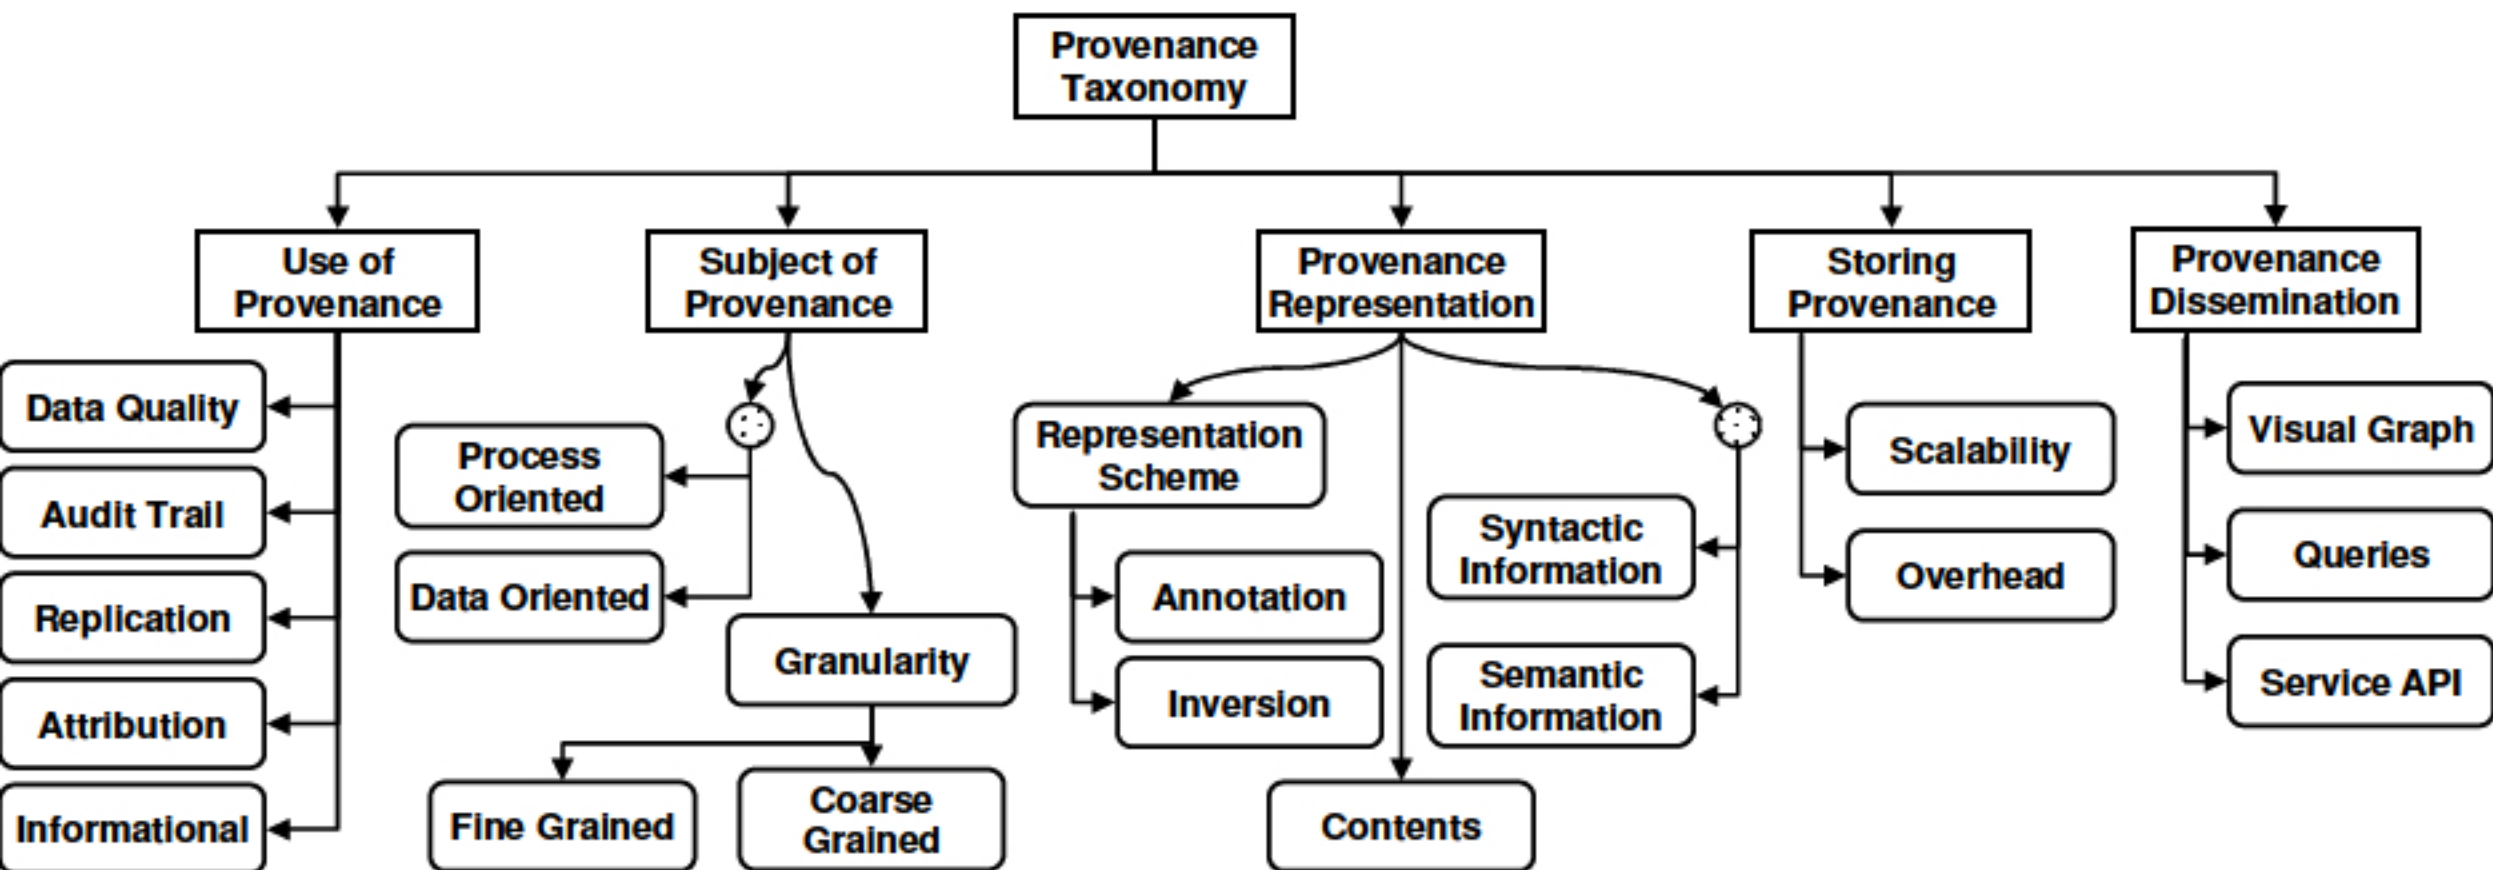 Provenance
Taxonomy
Use of
Provenance
Subject of
Provenance
Provenance
Representation
Storing
Provenance
Provenance
Dissemination
Data Quality
Audit Trail
Replication
Attribution
Informational
Process
Oriented
Data Oriented
Granularity
Fine Grained
Coarse
Grained
Representation
Scheme
Annotation
Inversion
Contents
Syntactic
Information
Semantic
Information
Scalability
Overhead
Visual Graph
Queries
Service API